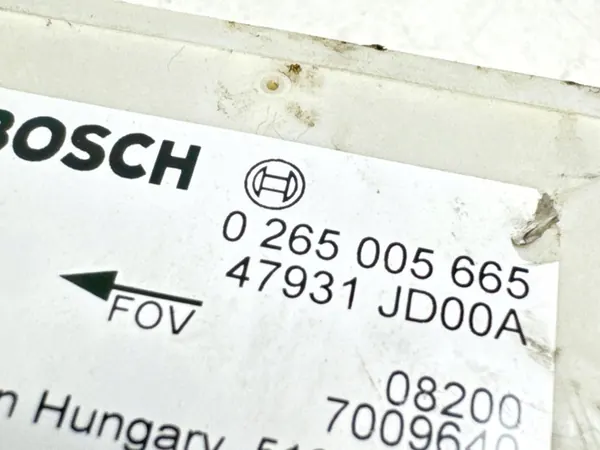 BOSCH
0 265 005 665
47931 JD00A
FOV
08200
Hungary